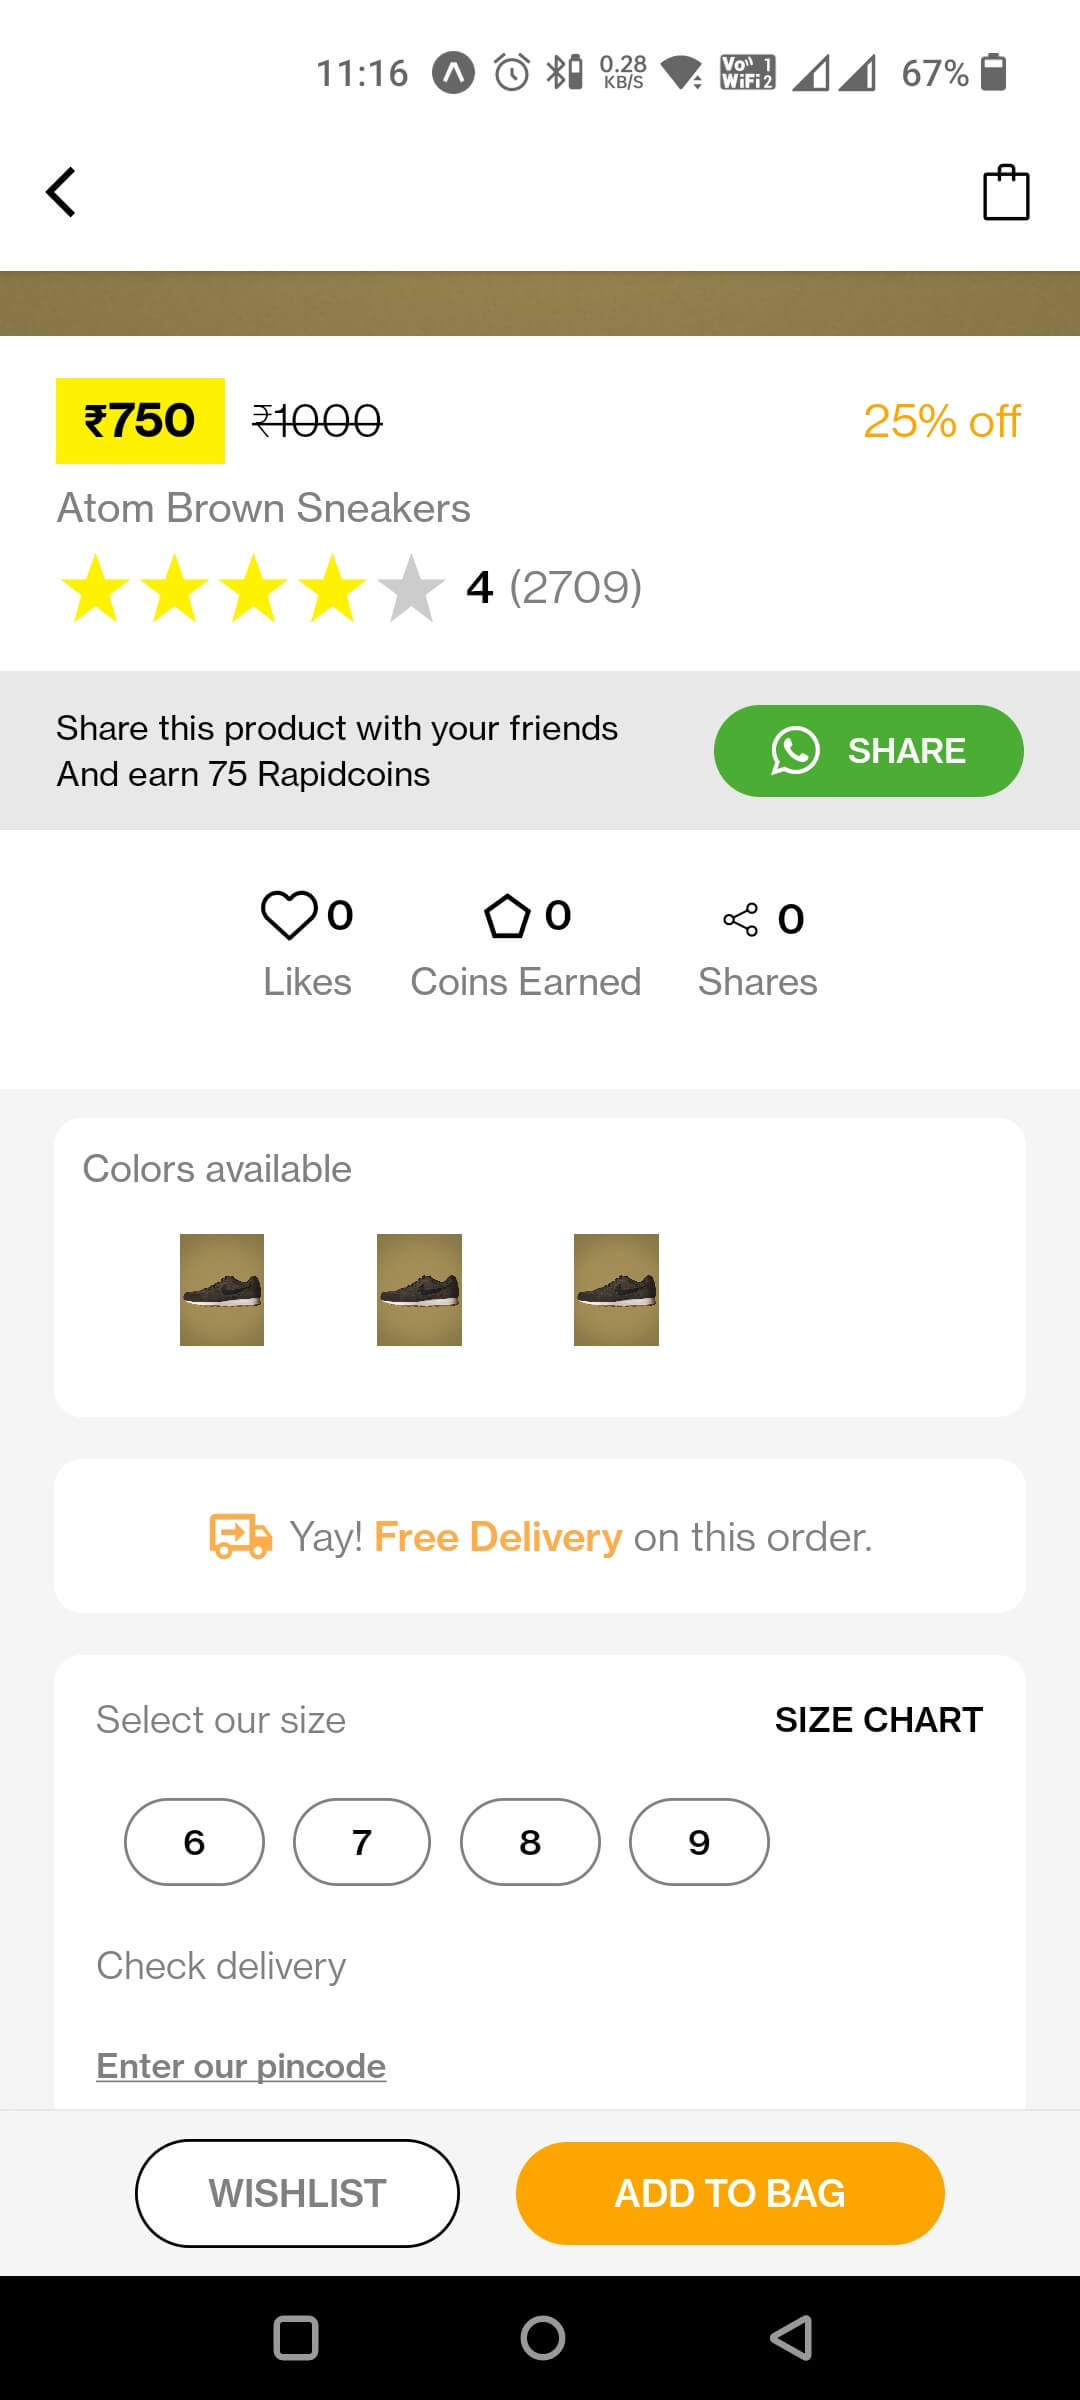 11:16 0.28 KB/S Vo 1 WiFi 2 67%
₹750 ₹1000 25% off
Atom Brown Sneakers
4 (2709)
Share this product with your friends
And earn 75 Rapidcoins
SHARE
0 0 0
Likes Coins Earned Shares
Colors available
Yay! Free Delivery on this order.
Select our size SIZE CHART
6 7 8 9
Check delivery
Enter our pincode
WISHLIST ADD TO BAG